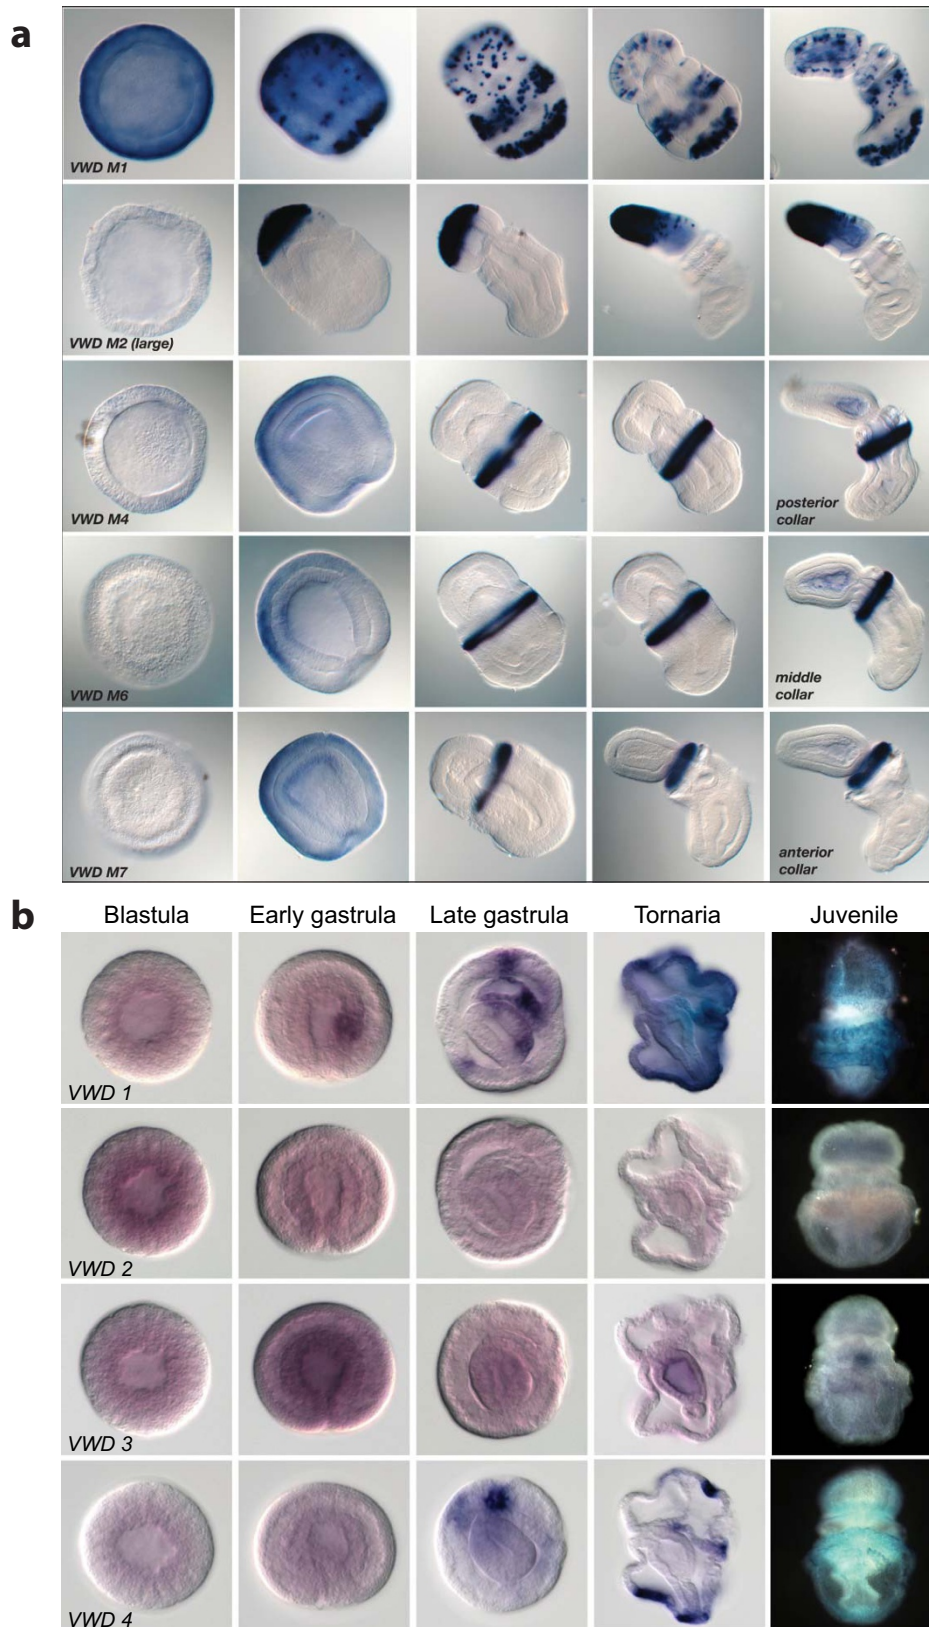 a
VWD M1
VWD M2 (large)
VWD M4
posterior
collar
VWD M6
middle
collar
VWD M7
anterior
collar
b
Blastula
Early gastrula
Late gastrula
Tornaria
Juvenile
VWD 1
VWD 2
VWD 3
VWD 4